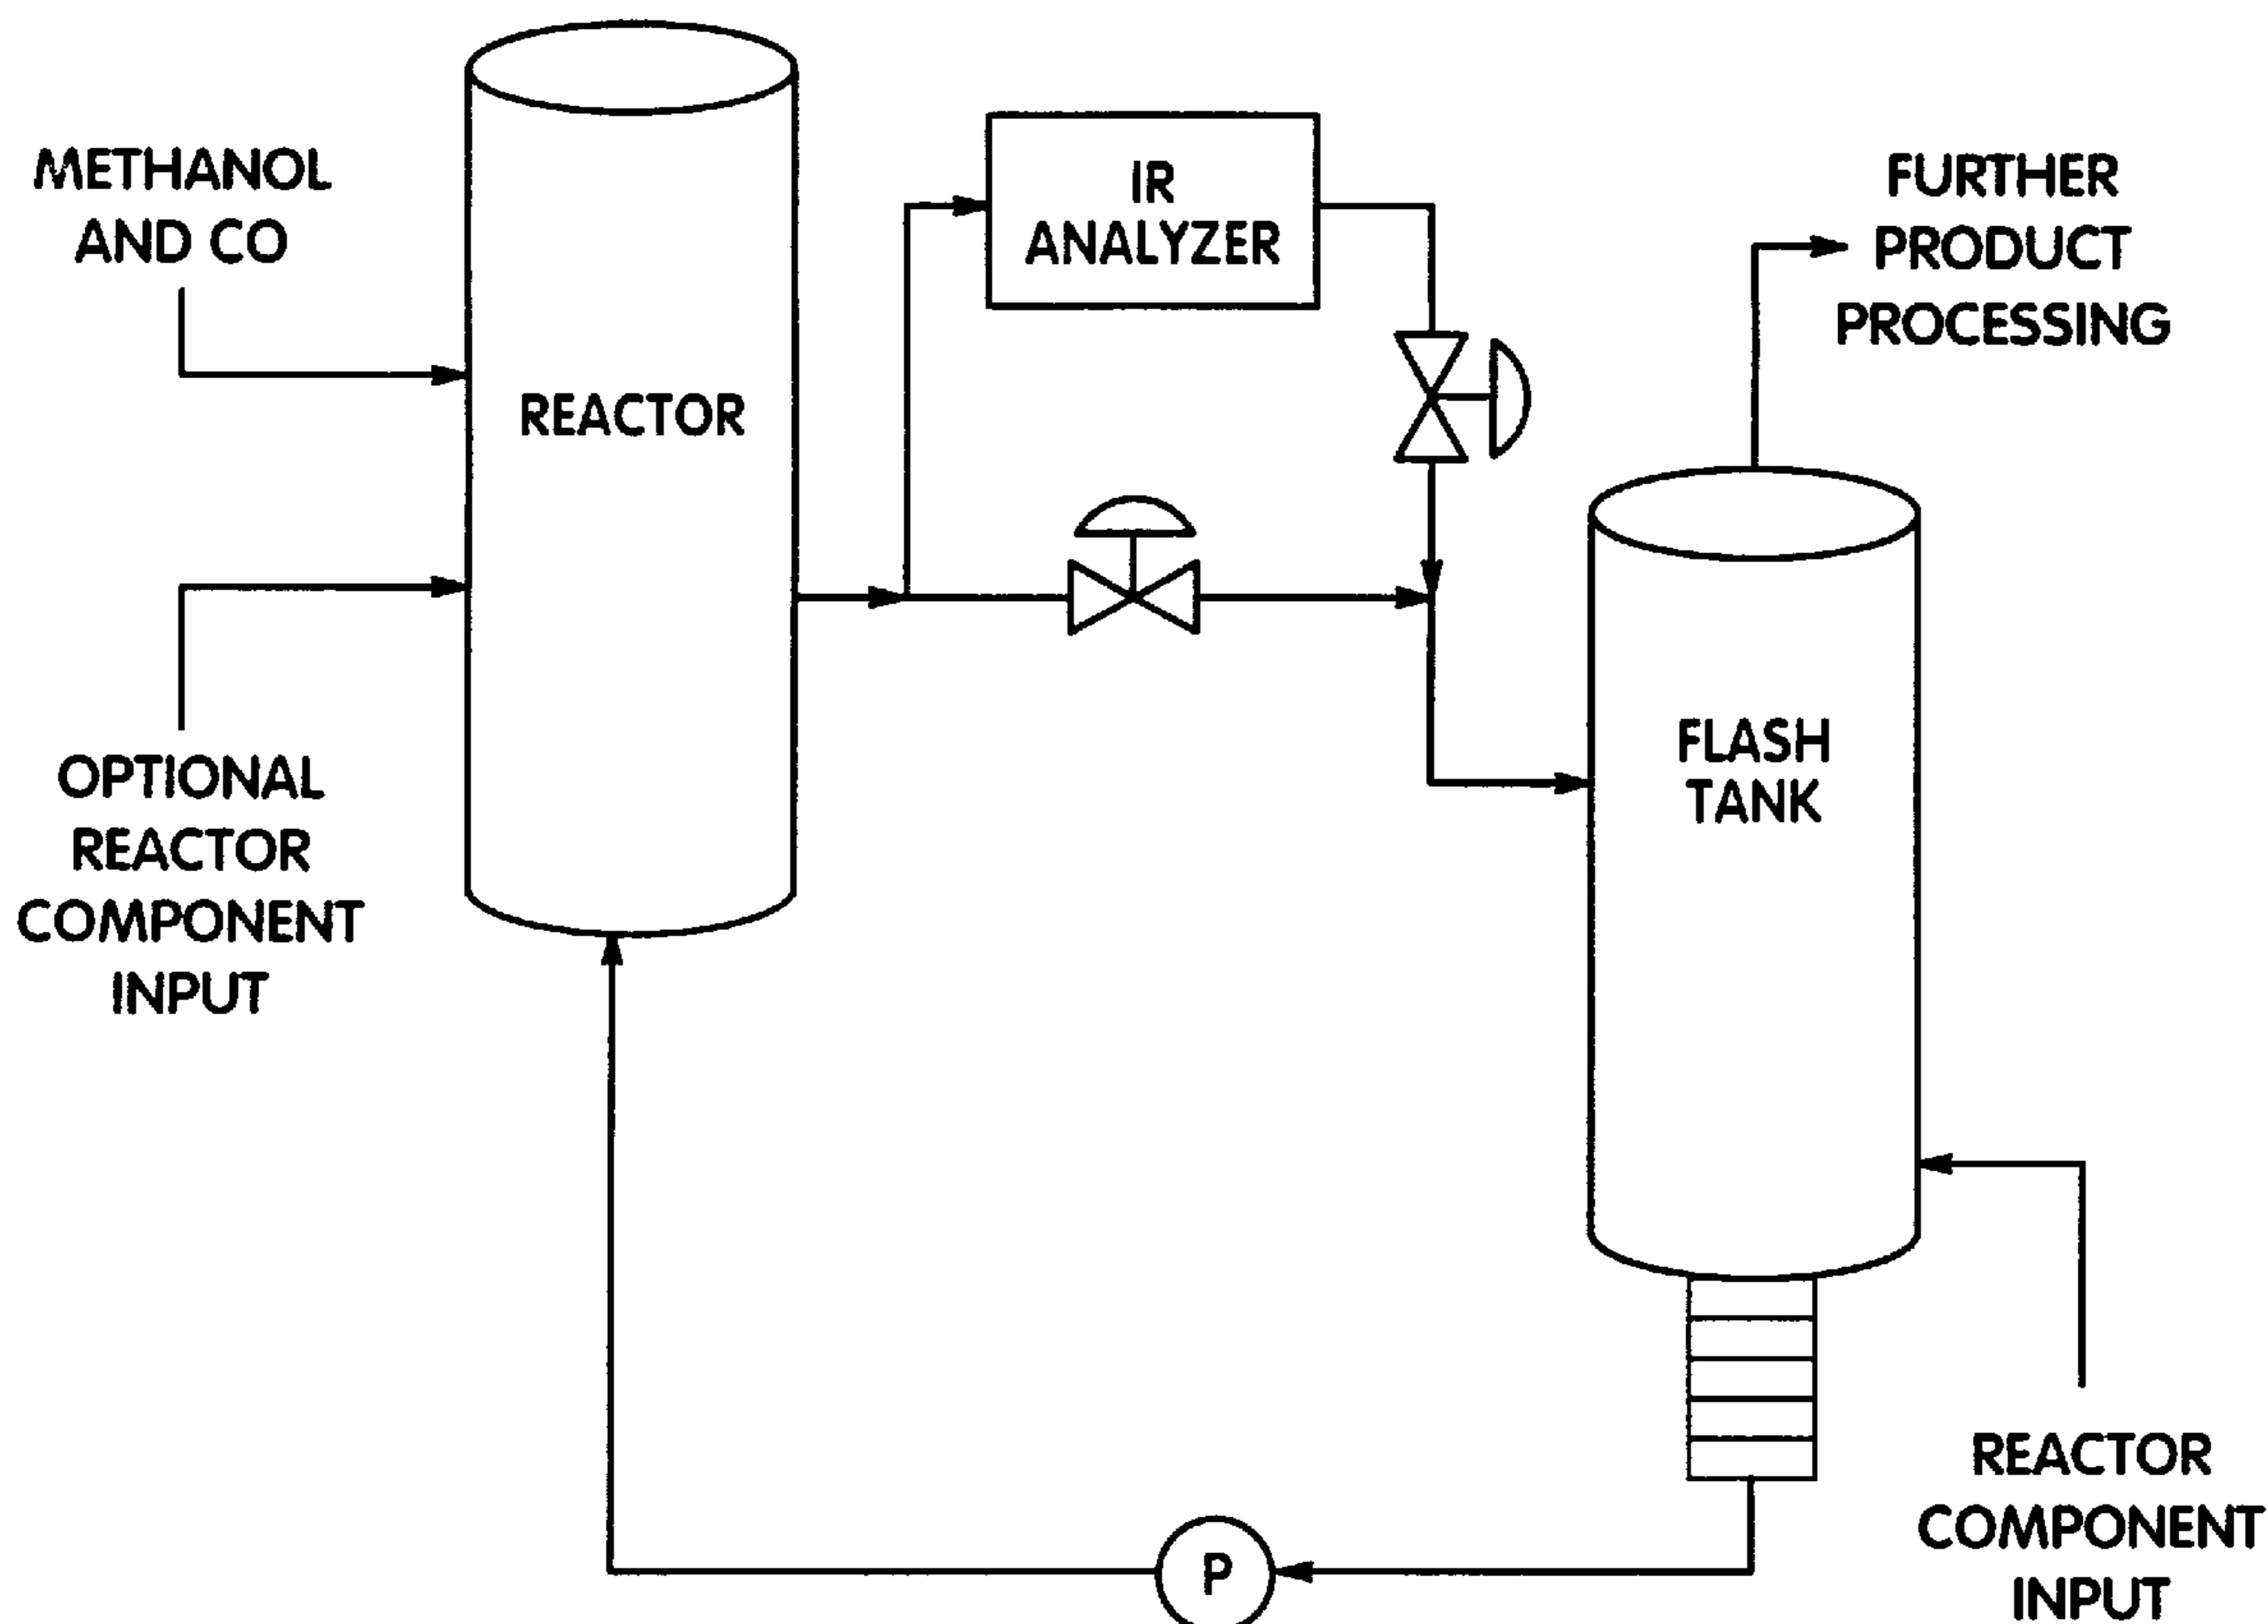 METHANOL
AND CO
REACTOR
OPTIONAL
REACTOR
COMPONENT
INPUT
IR
ANALYZER
FURTHER
PRODUCT
PROCESSING
FLASH
TANK
REACTOR
COMPONENT
INPUT
P